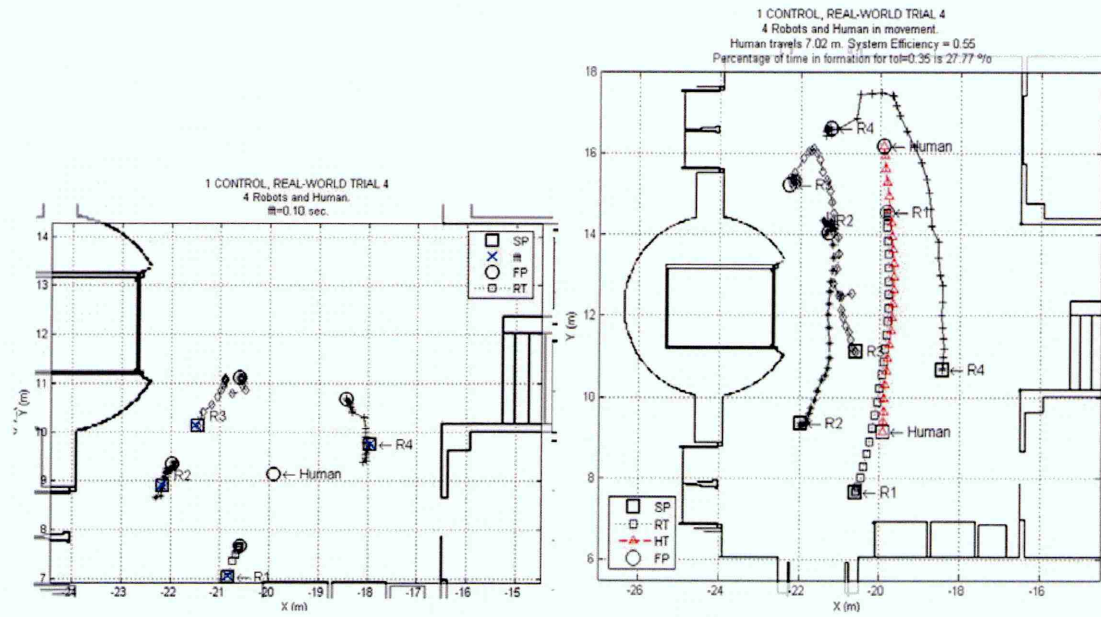 1 CONTROL, REAL-WORLD TRIAL 4
4 Robots and Human.
=0.10 sec.
SP
FP
RT
R3
R2
R4
Human
R1
14
13
12
11
10
9
8
7
-24
-23
-22
-21
-20
-19
-18
-17
-16
-15
X (m)
1 CONTROL, REAL-WORLD TRIAL 4
4 Robots and Human in movement.
Human travels 7.02 m. System Efficiency = 0.55
Percentage of time in formation for tol=0.35 is 27.77 %
18
16
14
12
10
8
6
Y (m)
R4
Human
R3
R1
R2
R3
R4
R2
Human
R1
SP
RT
HT
FP
-26
-24
-22
-20
-18
-16
X (m)